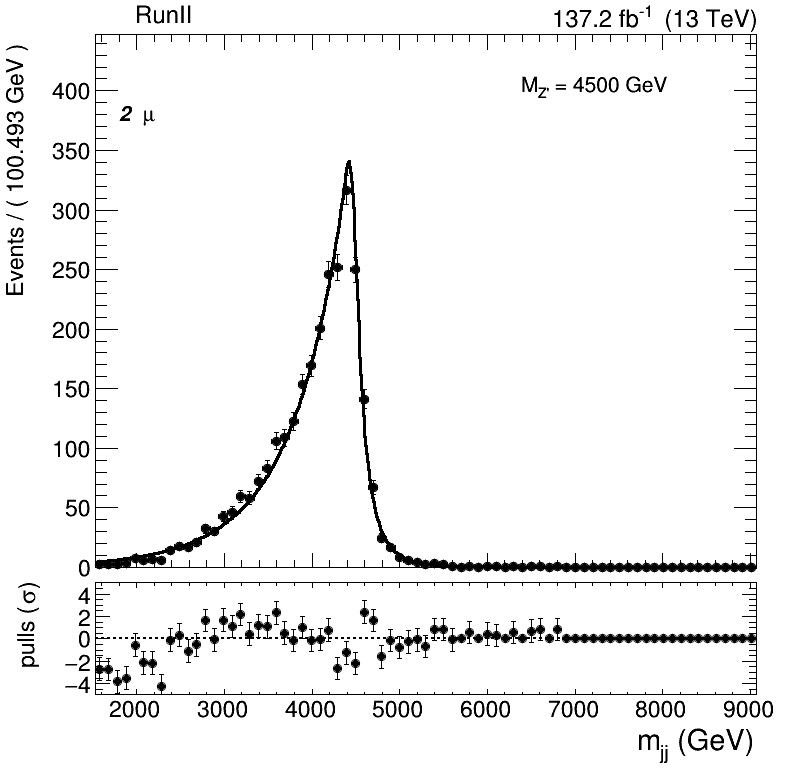 RunII 137.2 fb⁻¹ (13 TeV)
Events / ( 100.493 GeV )
400
350
300
250
200
150
100
50
0
2 μ
M_Z' = 4500 GeV
pulls (σ)
4
2
0
−2
−4
2000 3000 4000 5000 6000 7000 8000 9000
m_jj (GeV)